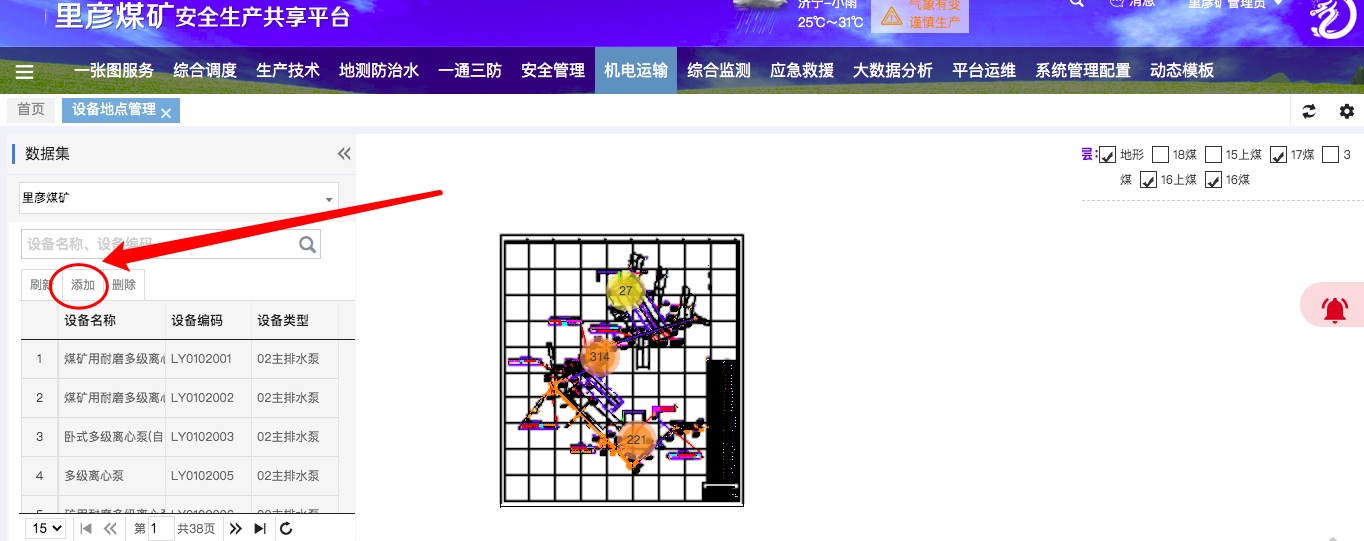 里彦煤矿安全生产共享平台
济宁-小雨
25℃~31℃
气象有变
谨慎生产
消息
里彦矿 管理员
一张图服务 综合调度 生产技术 地测防治水 一通三防 安全管理 机电运输 综合监测 应急救援 大数据分析 平台运维 系统管理配置 动态模板
首页 设备地点管理
数据集
里彦煤矿
设备名称、设备编码
刷新 添加 删除
设备名称 设备编码 设备类型
1 煤矿用耐磨多级离心 LY0102001 02主排水泵
2 煤矿用耐磨多级离心 LY0102002 02主排水泵
3 卧式多级离心泵(自 LY0102003 02主排水泵
4 多级离心泵 LY0102005 02主排水泵
15 第 1 共38页
层: 地形 18煤 15上煤 17煤 3
煤 16上煤 16煤
27
314
221